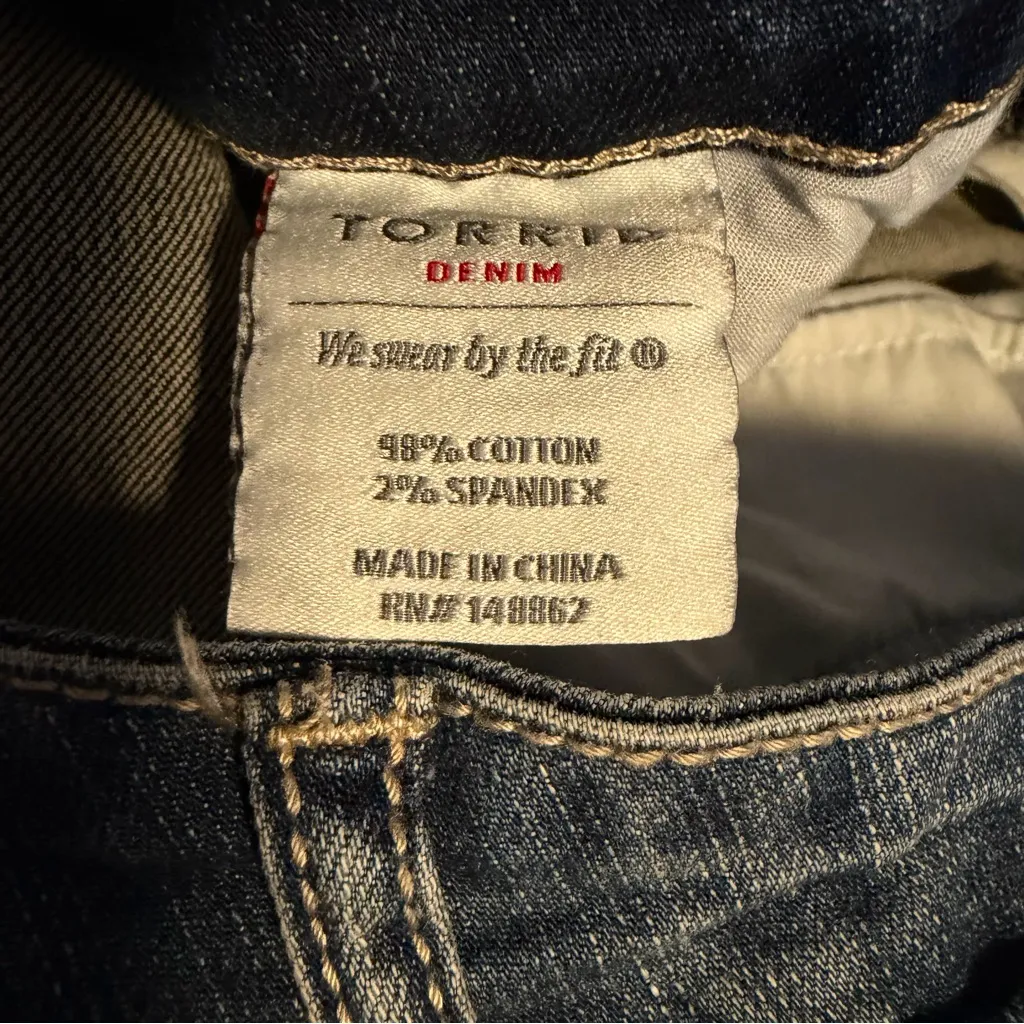 TORRID
DENIM
We swear by the fit ®
98% COTTON
2% SPANDEX
MADE IN CHINA
RN# 148862